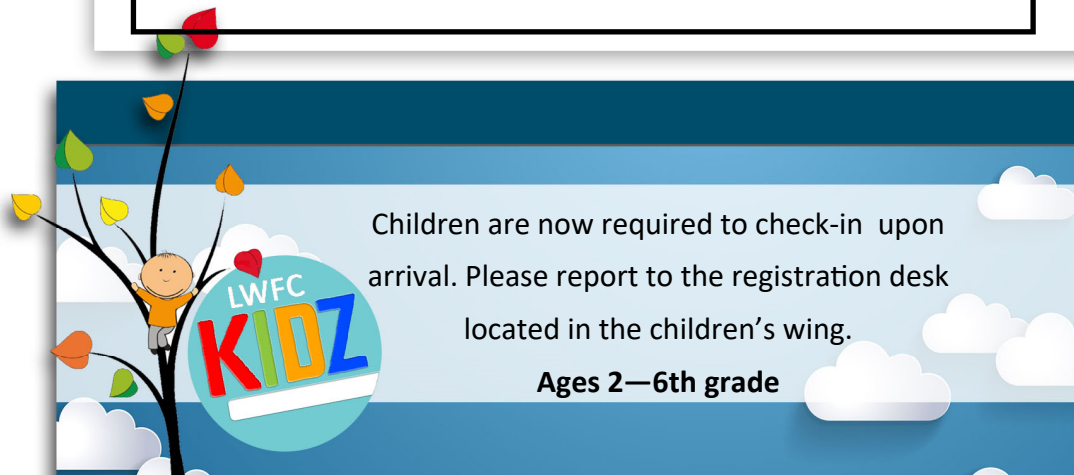 LWFC
KIDZ
Children are now required to check-in  upon
arrival. Please report to the registration desk
located in the children’s wing.
Ages 2—6th grade